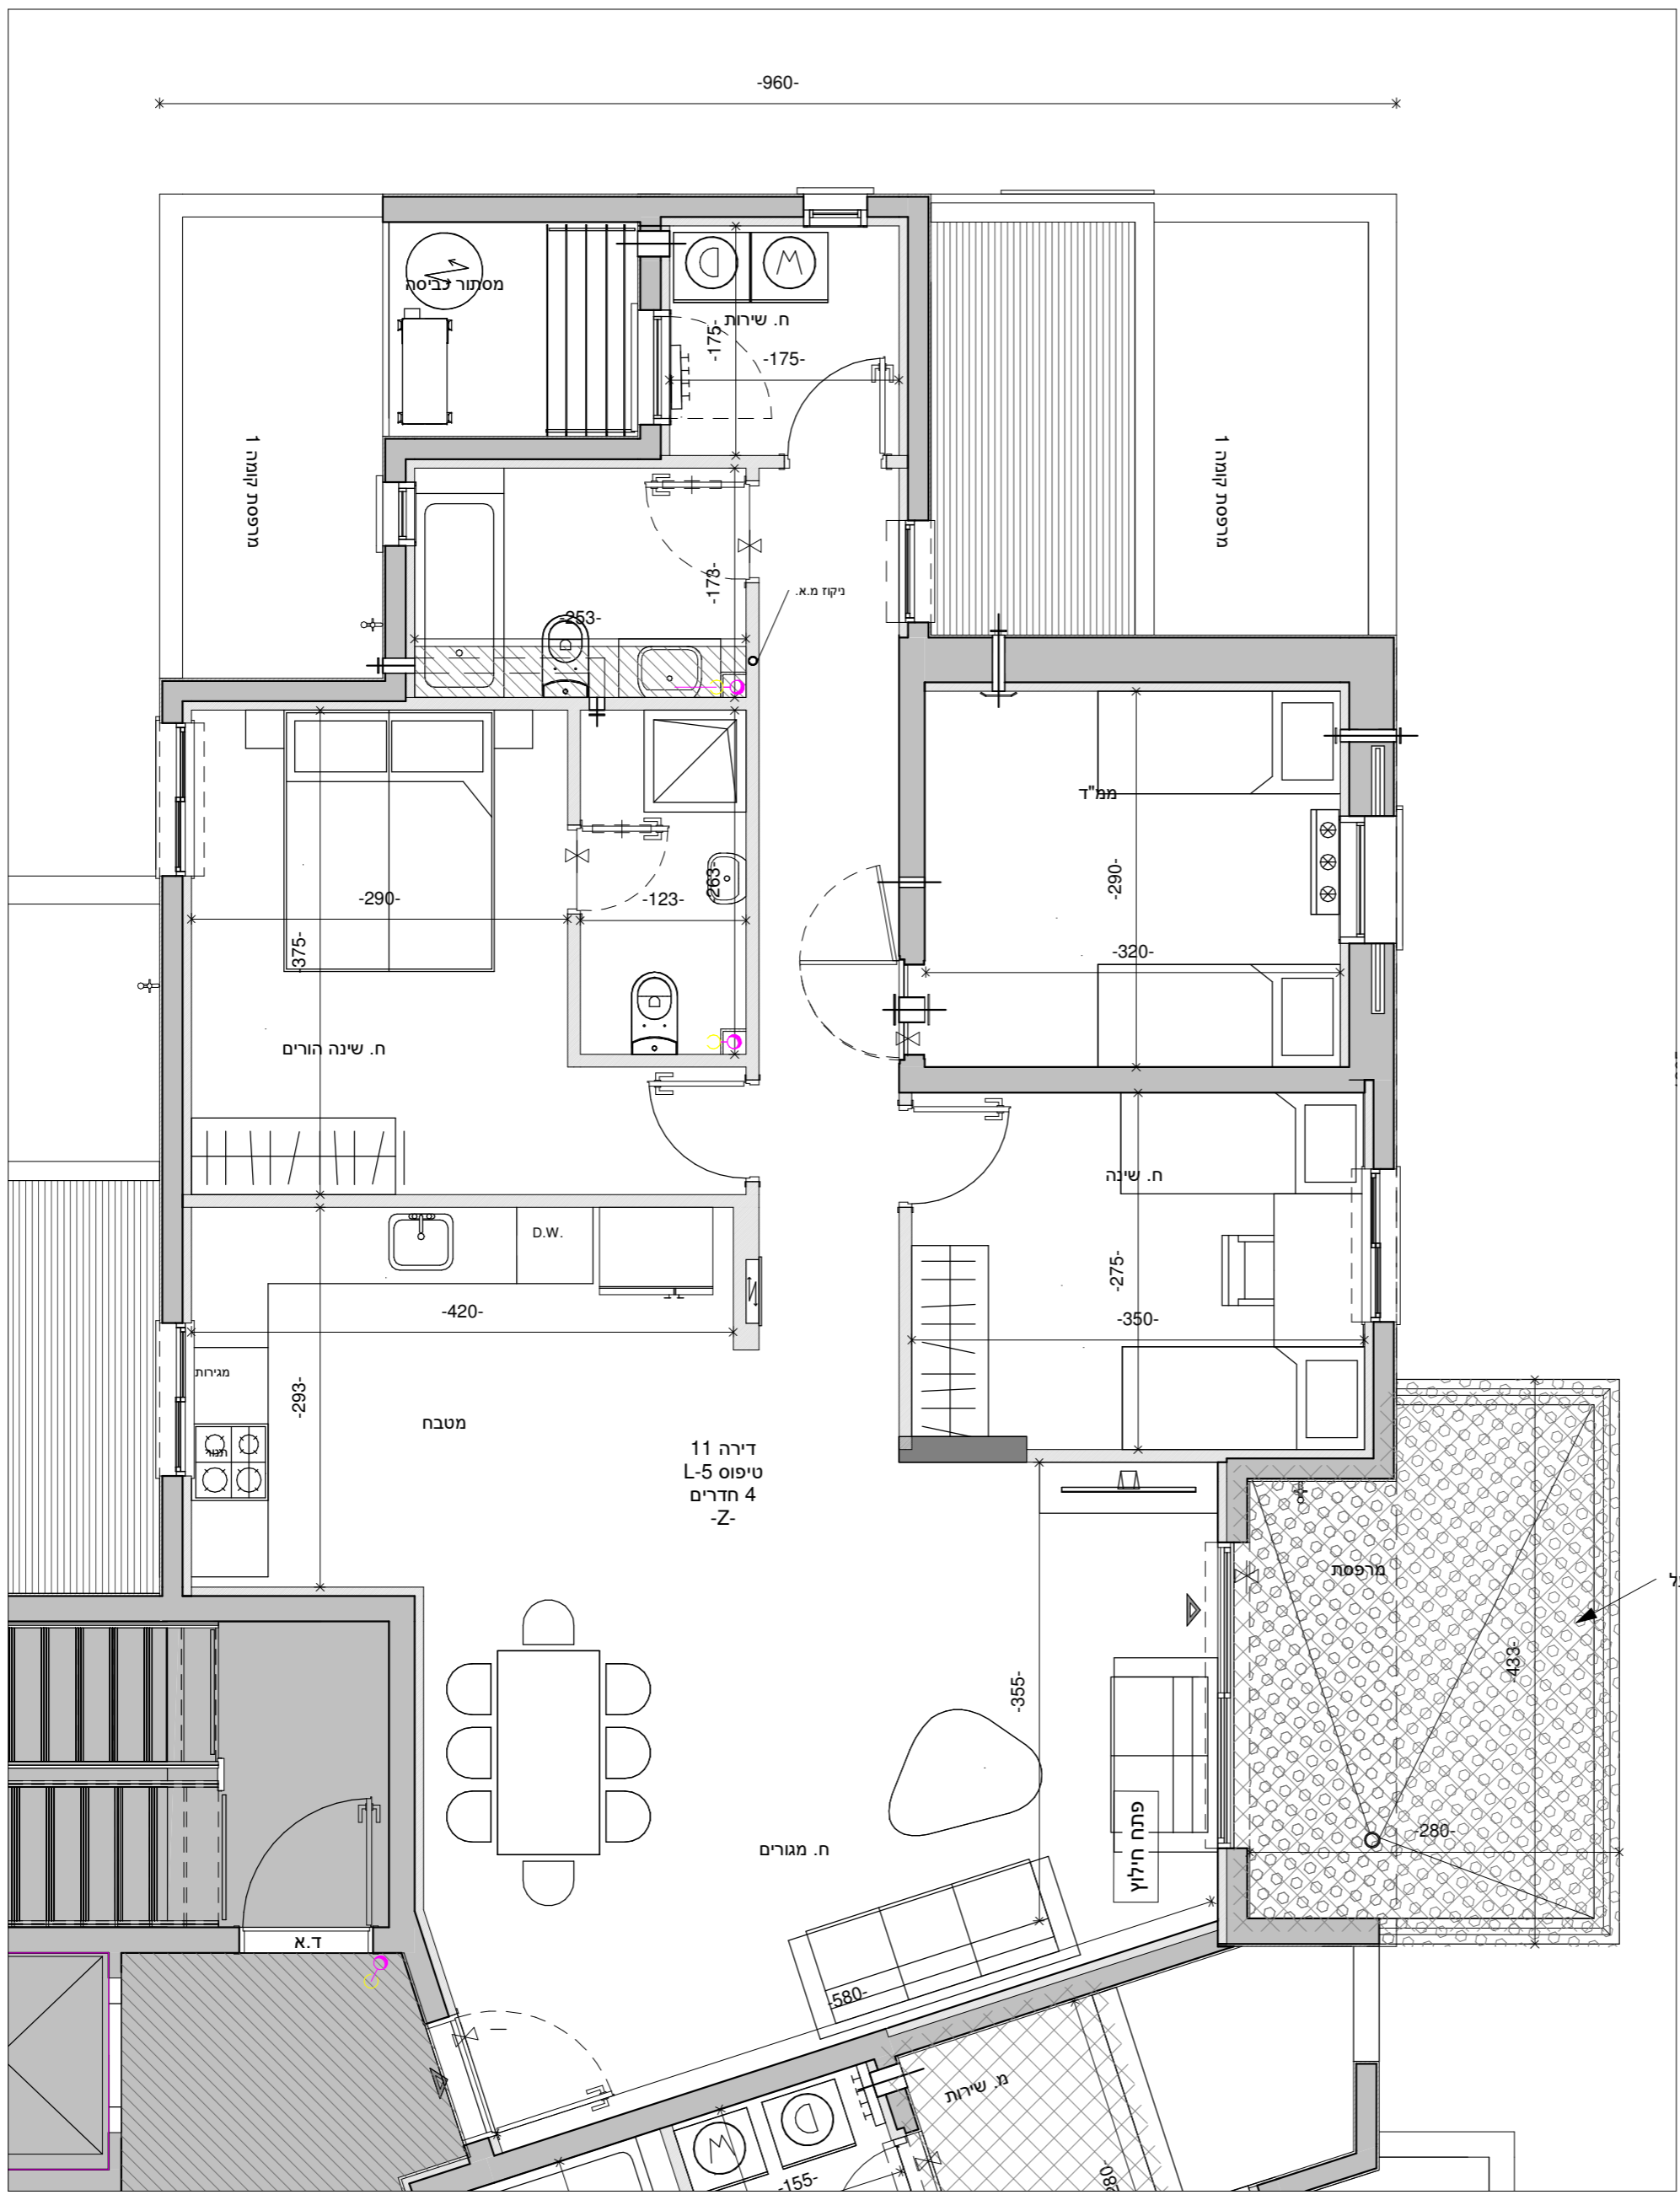 -960-
מסתור כביסה
ח. שירות
-175-
-175-
מרפסת קומה 1
מרפסת קומה 1
-173-
-253-
ניקוז מ.א.
ממ"ד
-290-
-320-
-290-
-375-
-123-
-263-
ח. שינה הורים
ח. שינה
-275-
-350-
D.W.
-420-
מגירות
תנור
-293-
מטבח
דירה 11
טיפוס L-5
4 חדרים
-Z-
מרפסת
-433-
-280-
-355-
פתח חילוץ
ח. מגורים
-580-
ד.א
מ. שירות
-155-